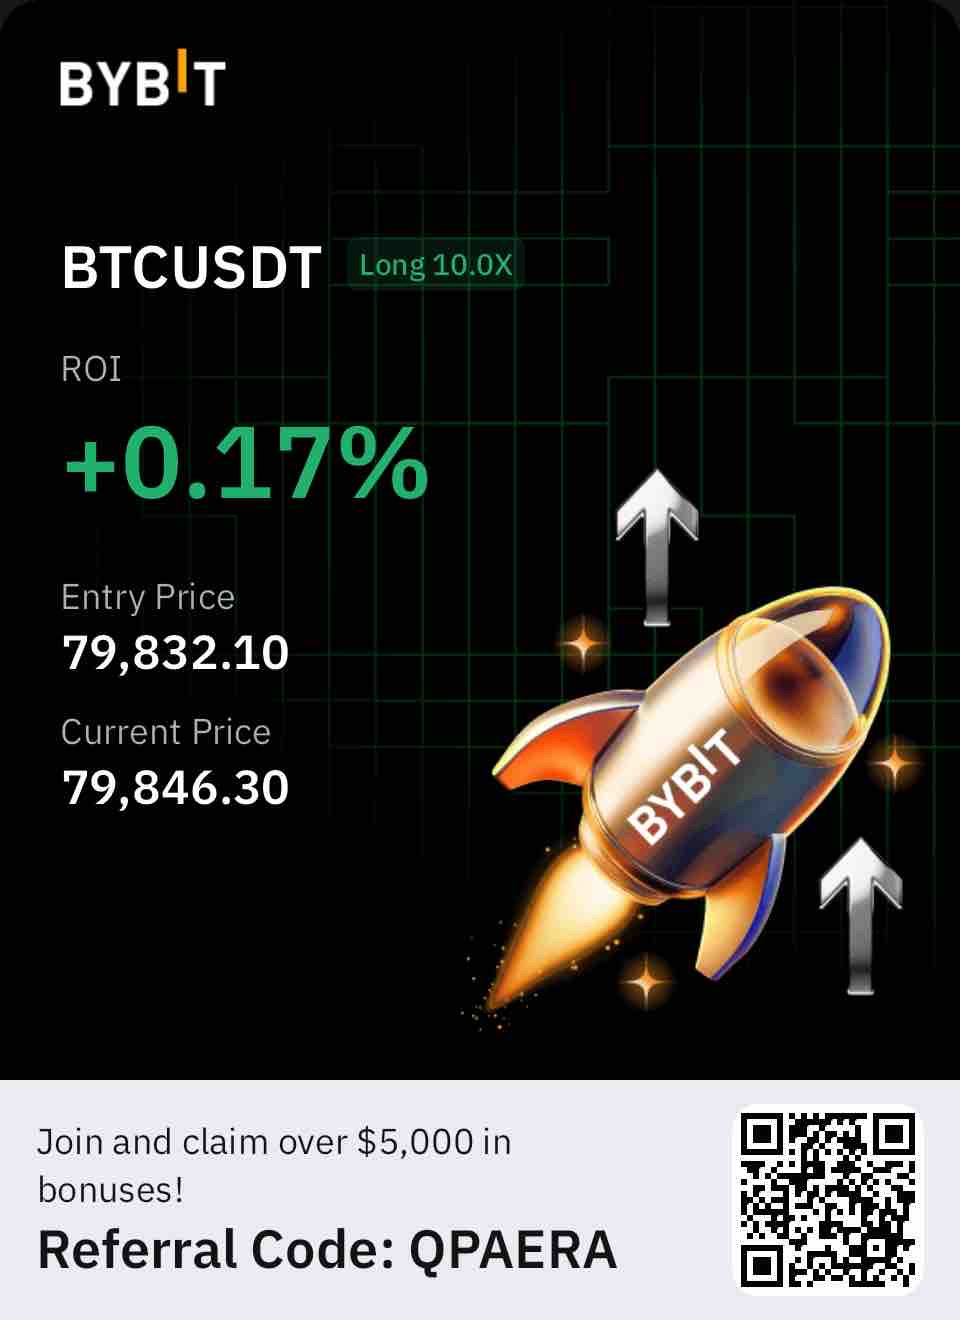 BYBIT
BTCUSDT Long 10.0X
ROI
+0.17%
Entry Price
79,832.10
Current Price
79,846.30
BYBIT
Join and claim over $5,000 in
bonuses!
Referral Code: QPAERA